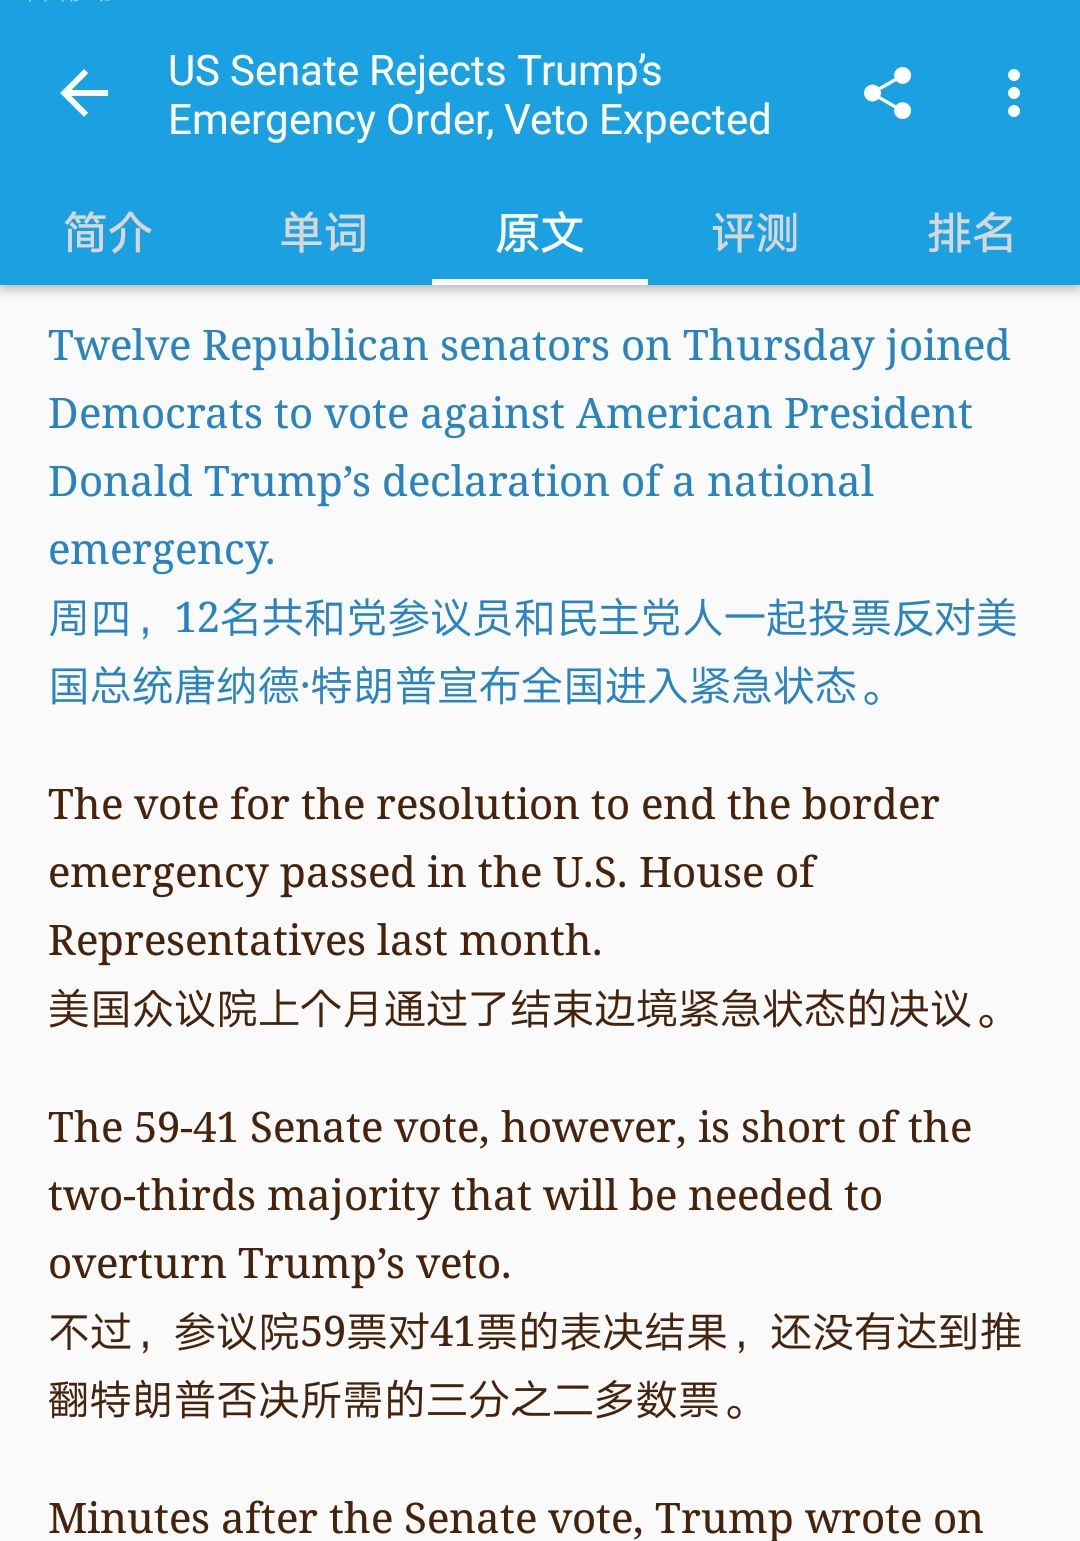 US Senate Rejects Trump’s
Emergency Order, Veto Expected
简介 单词 原文 评测 排名
Twelve Republican senators on Thursday joined
Democrats to vote against American President
Donald Trump’s declaration of a national
emergency.
周四，12名共和党参议员和民主党人一起投票反对美
国总统唐纳德·特朗普宣布全国进入紧急状态。
The vote for the resolution to end the border
emergency passed in the U.S. House of
Representatives last month.
美国众议院上个月通过了结束边境紧急状态的决议。
The 59-41 Senate vote, however, is short of the
two-thirds majority that will be needed to
overturn Trump’s veto.
不过，参议院59票对41票的表决结果，还没有达到推
翻特朗普否决所需的三分之二多数票。
Minutes after the Senate vote, Trump wrote on